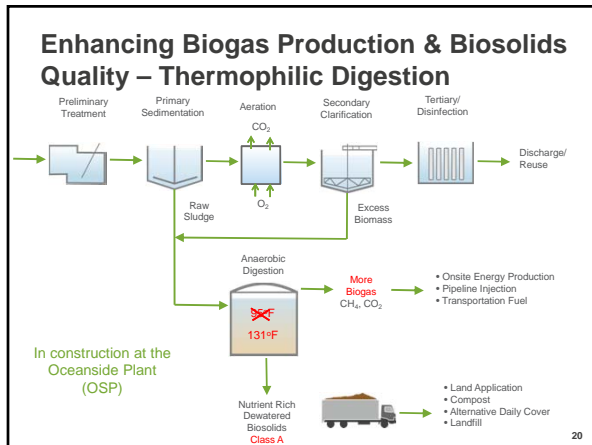 Enhancing Biogas Production & Biosolids
Quality – Thermophilic Digestion
Preliminary
Treatment
Primary
Sedimentation
Aeration
CO2
O2
Secondary
Clarification
Tertiary/
Disinfection
Discharge/
Reuse
Raw
Sludge
Excess
Biomass
Anaerobic
Digestion
95°F
131°F
More
Biogas
CH4, CO2
• Onsite Energy Production
• Pipeline Injection
• Transportation Fuel
In construction at the
Oceanside Plant
(OSP)
Nutrient Rich
Dewatered
Biosolids
Class A
• Land Application
• Compost
• Alternative Daily Cover
• Landfill
20